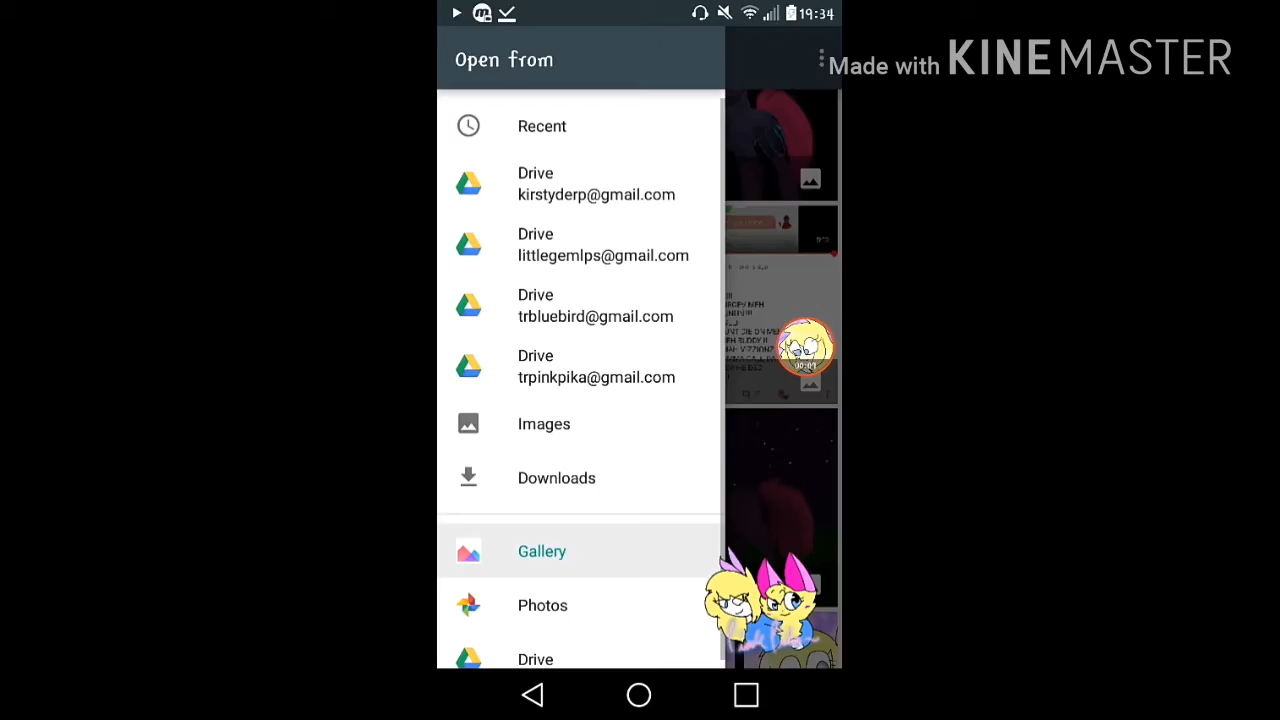 19:34
Open from
Made with KINEMASTER
Recent
Drive
kirstyderp@gmail.com
Drive
littlegemlps@gmail.com
Drive
trbluebird@gmail.com
Drive
trpinkpika@gmail.com
Images
Downloads
Gallery
Photos
Drive